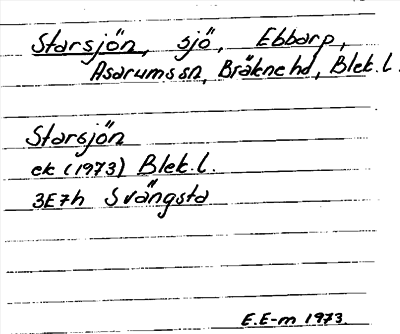 Starsjön, sjö, Ebbarp,
Asarums sn, Bräkne hd, Blek.l.
Starsjön
ek (1973) Blek.l.
3E7h Svängsta
E.E-m 1973.